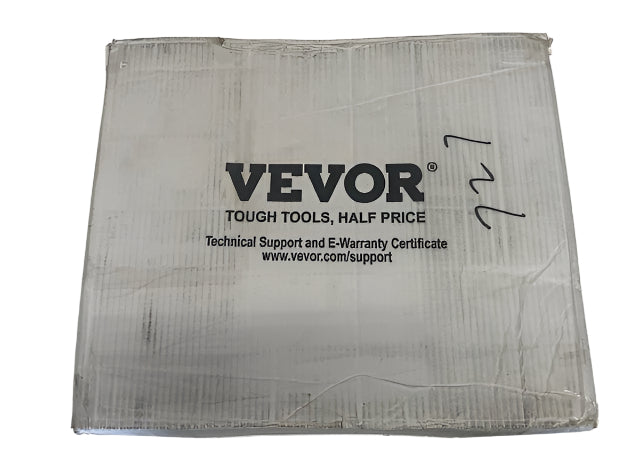 VEVOR®
TOUGH TOOLS, HALF PRICE
Technical Support and E-Warranty Certificate
www.vevor.com/support